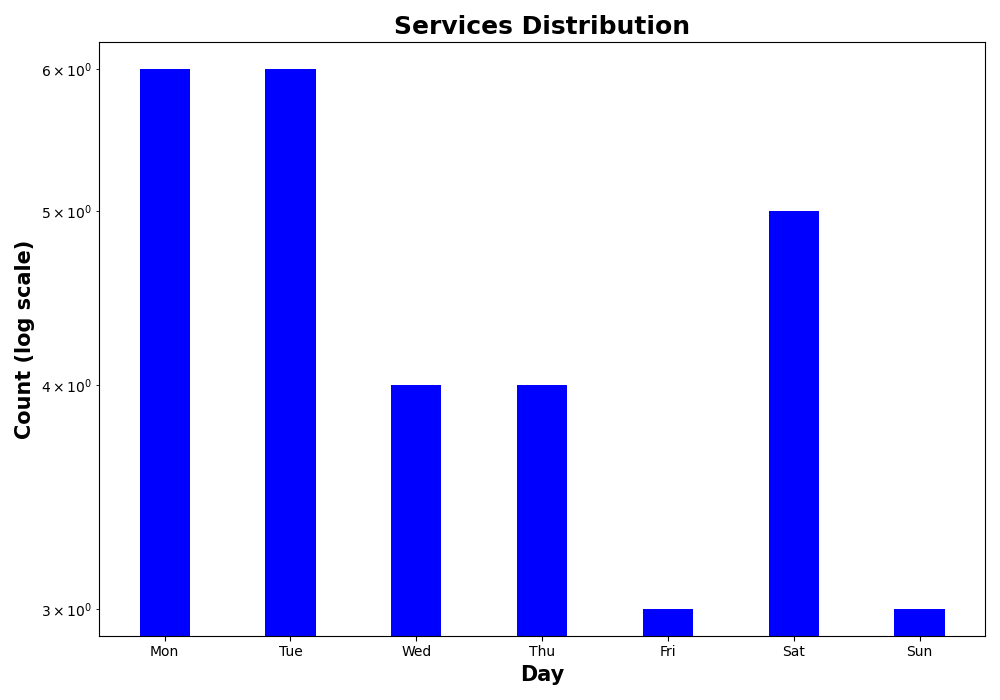 Services Distribution
Count (log scale)
6 × 10⁰
5 × 10⁰
4 × 10⁰
3 × 10⁰
Mon Tue Wed Thu Fri Sat Sun
Day